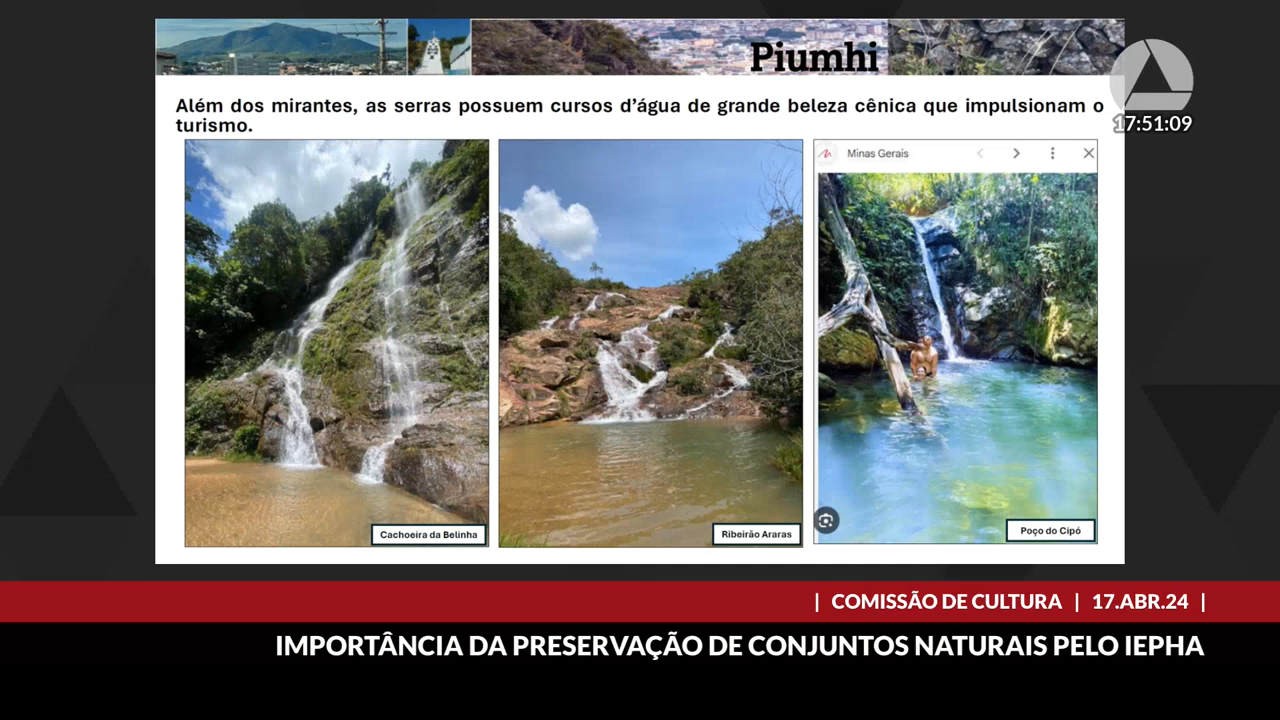 Piumhi
17:51:09
Além dos mirantes, as serras possuem cursos d’água de grande beleza cênica que impulsionam o
turismo.
Minas Gerais
Cachoeira da Belinha
Ribeirão Araras
Poço do Cipó
| COMISSÃO DE CULTURA | 17.ABR.24 |
IMPORTÂNCIA DA PRESERVAÇÃO DE CONJUNTOS NATURAIS PELO IEPHA